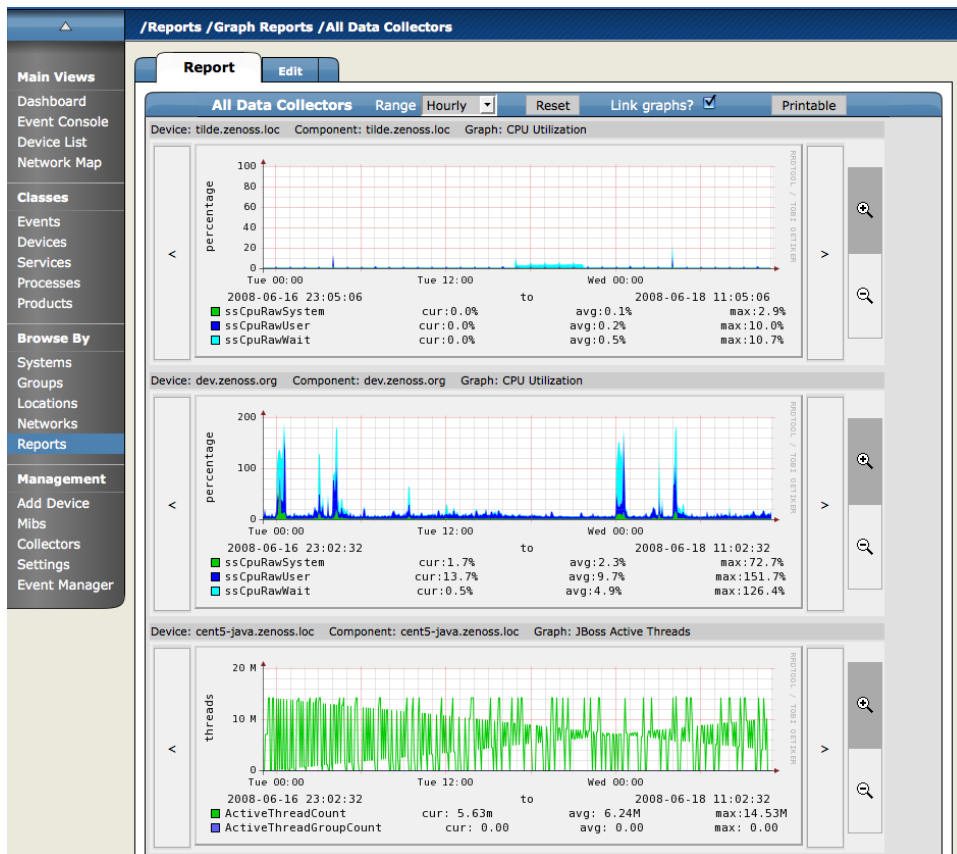 /Reports /Graph Reports /All Data Collectors
Main Views
Dashboard
Event Console
Device List
Network Map
Classes
Events
Devices
Services
Processes
Products
Browse By
Systems
Groups
Locations
Networks
Reports
Management
Add Device
Mibs
Collectors
Settings
Event Manager
Report Edit
All Data Collectors Range Hourly Reset Link graphs? Printable
Device: tilde.zenoss.loc Component: tilde.zenoss.loc Graph: CPU Utilization
<
percentage
100
80
60
40
20
0
Tue 00:00 Tue 12:00 Wed 00:00
2008-06-16 23:05:06 to 2008-06-18 11:05:06
ssCpuRawSystem cur:0.0% avg:0.1% max:2.9%
ssCpuRawUser cur:0.0% avg:0.2% max:10.0%
ssCpuRawWait cur:0.0% avg:0.5% max:10.7%
RRDTOOL / TOBI OETIKER
>
Device: dev.zenoss.org Component: dev.zenoss.org Graph: CPU Utilization
<
percentage
200
100
0
Tue 00:00 Tue 12:00 Wed 00:00
2008-06-16 23:02:32 to 2008-06-18 11:02:32
ssCpuRawSystem cur:1.7% avg:2.3% max:72.7%
ssCpuRawUser cur:13.7% avg:9.7% max:151.7%
ssCpuRawWait cur:0.5% avg:4.9% max:126.4%
RRDTOOL / TOBI OETIKER
>
Device: cent5-java.zenoss.loc Component: cent5-java.zenoss.loc Graph: JBoss Active Threads
<
threads
20 M
10 M
0
Tue 00:00 Tue 12:00 Wed 00:00
2008-06-16 23:02:32 to 2008-06-18 11:02:32
ActiveThreadCount cur: 5.63m avg: 6.24M max:14.53M
ActiveThreadGroupCount cur: 0.00 avg: 0.00 max: 0.00
RRDTOOL / TOBI OETIKER
>